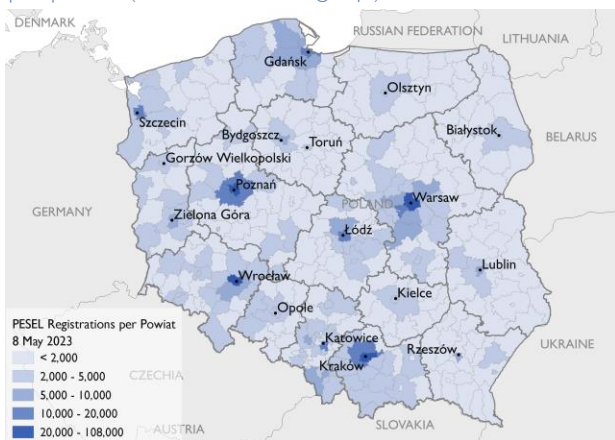 DENMARK
RUSSIAN FEDERATION
LITHUANIA
Gdańsk
Olsztyn
Szczecin
Bydgoszcz
Toruń
Białystok
BELARUS
Gorzów Wielkopolski
Poznań
Warsaw
POLAND
GERMANY
Zielona Góra
Łódź
Lublin
Wrocław
Kielce
Opole
PESEL Registrations per Powiat
8 May 2023
< 2,000
2,000 - 5,000
5,000 - 10,000
10,000 - 20,000
20,000 - 108,000
Katowice
Rzeszów
Kraków
UKRAINE
CZECHIA
SLOVAKIA
AUSTRIA